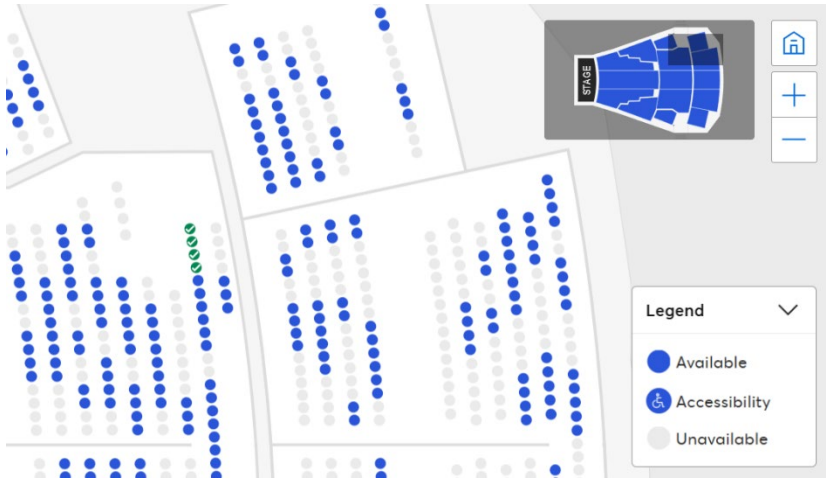 STAGE
Legend
Available
Accessibility
Unavailable